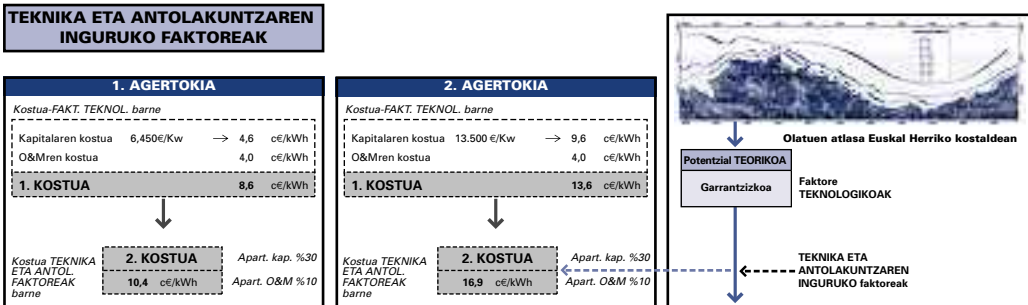 TEKNIKA ETA ANTOLAKUNTZAREN
INGURUKO FAKTOREAK
1. AGERTOKIA
Kostua-FAKT. TEKNOL. barne
Kapitalaren kostua 6,450€/Kw → 4,6 c€/kWh
O&Mren kostua 4,0 c€/kWh
1. KOSTUA 8,6 c€/kWh
Kostua TEKNIKA
ETA ANTOL.
FAKTOREAK
barne
2. KOSTUA
10,4 c€/kWh
Apart. kap. %30
Apart. O&M %10
2. AGERTOKIA
Kostua-FAKT. TEKNOL. barne
Kapitalaren kostua 13.500 €/Kw → 9,6 c€/kWh
O&Mren kostua 4,0 c€/kWh
1. KOSTUA 13,6 c€/kWh
Kostua TEKNIKA
ETA ANTOL.
FAKTOREAK
barne
2. KOSTUA
16,9 c€/kWh
Apart. kap. %30
Apart. O&M %10
Olatuen atlasa Euskal Herriko kostaldean
Potentzial TEORIKOA
Garrantzizkoa
Faktore
TEKNOLOGIKOAK
TEKNIKA ETA
ANTOLAKUNTZAREN
INGURUKO faktoreak